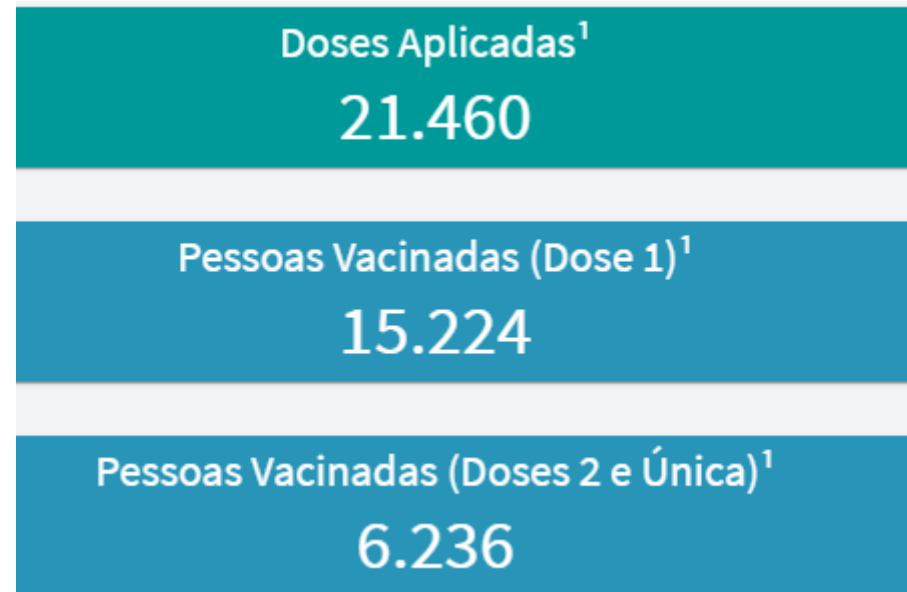 Doses Aplicadas¹
21.460
Pessoas Vacinadas (Dose 1)¹
15.224
Pessoas Vacinadas (Doses 2 e Única)¹
6.236